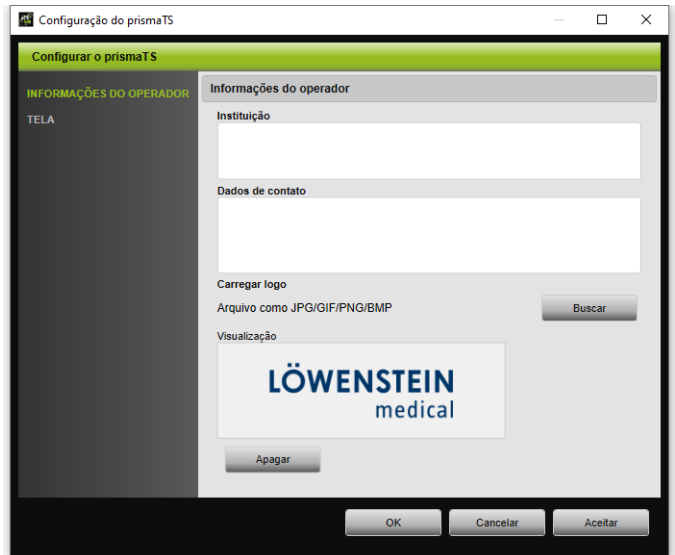 Configuração do prismaTS
Configurar o prismaTS
INFORMAÇÕES DO OPERADOR
TELA
Informações do operador
Instituição
Dados de contato
Carregar logo
Arquivo como JPG/GIF/PNG/BMP
Buscar
Visualização
LÖWENSTEIN
medical
Apagar
OK
Cancelar
Aceitar